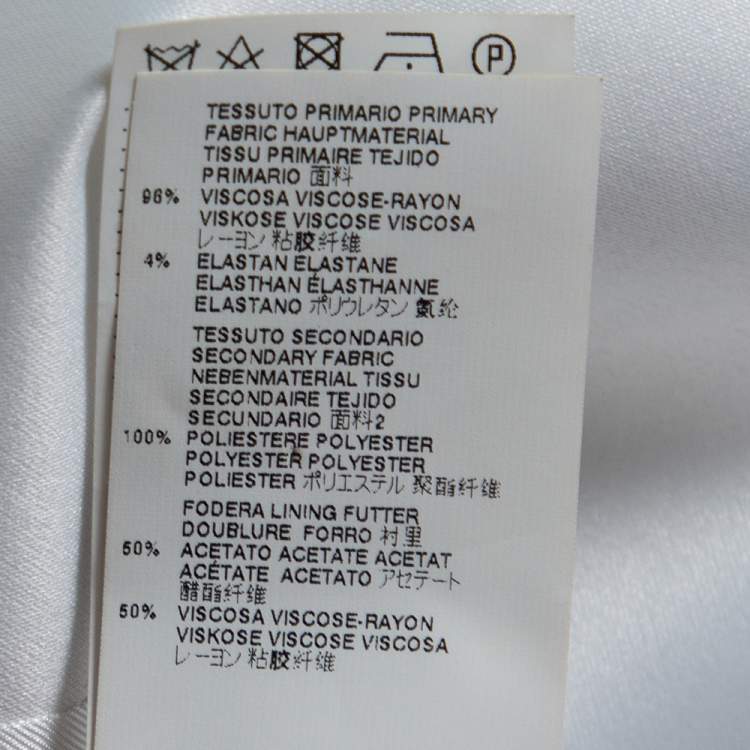 P
TESSUTO PRIMARIO PRIMARY
FABRIC HAUPTMATERIAL
TISSU PRIMAIRE TEJIDO
PRIMARIO 面料
96% VISCOSA VISCOSE-RAYON
VISKOSE VISCOSE VISCOSA
レーヨン 粘胶纤维
4% ELASTAN ELASTANE
ELASTHAN ÉLASTHANNE
ELASTANO ポリウレタン 氨纶
TESSUTO SECONDARIO
SECONDARY FABRIC
NEBENMATERIAL TISSU
SECONDAIRE TEJIDO
SECUNDARIO 面料2
100% POLIESTERE POLYESTER
POLYESTER POLYESTER
POLIESTER ポリエステル 聚酯纤维
FODERA LINING FUTTER
DOUBLURE FORRO 村里
50% ACETATO ACETATE ACETAT
ACÉTATE ACETATO アセテート
醋酯纤维
50% VISCOSA VISCOSE-RAYON
VISKOSE VISCOSE VISCOSA
レーヨン 粘胶纤维